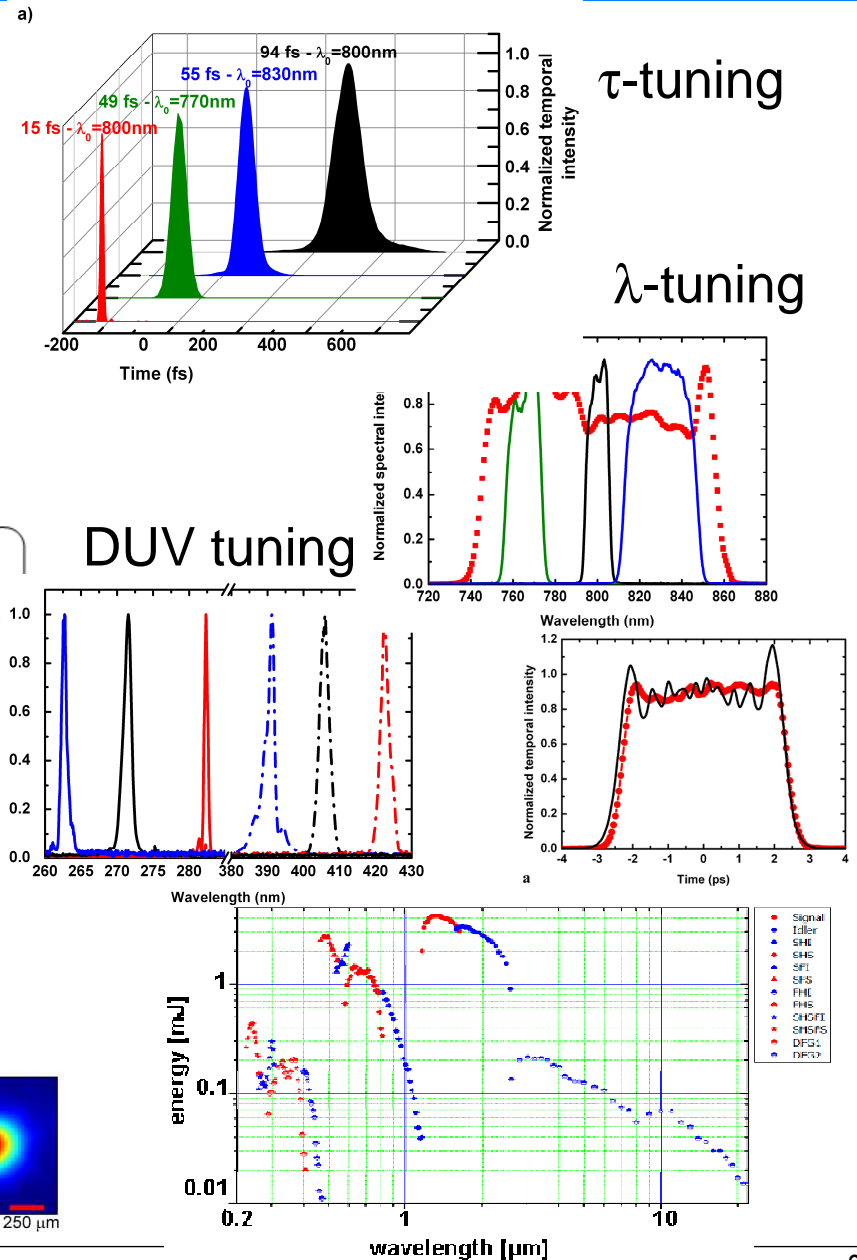 a)
94 fs - λ0=800nm
55 fs - λ0=830nm
49 fs - λ0=770nm
15 fs - λ0=800nm
1.0
0.8
0.6
0.4
0.2
0.0
Normalized temporal
intensity
-200
0
200
400
600
Time (fs)
τ-tuning
λ-tuning
0.8
0.6
0.4
0.2
0.0
Normalized spectral inte
720
740
760
780
800
820
840
860
880
Wavelength (nm)
DUV tuning
1.0
0.8
0.6
0.4
0.2
0.0
260
265
270
275
280
380
390
400
410
420
430
Wavelength (nm)
1.2
1.0
0.8
0.6
0.4
0.2
0.0
Normalized temporal intensity
-4
-3
-2
-1
0
1
2
3
4
Time (ps)
a
1
0.1
0.01
energy [mJ]
0.2
1
10
wavelength [µm]
Signal
Idler
SHI
SHS
SFI
SFS
FHI
FHS
SHSFI
SHSFS
DFG1
DFG2
250 µm